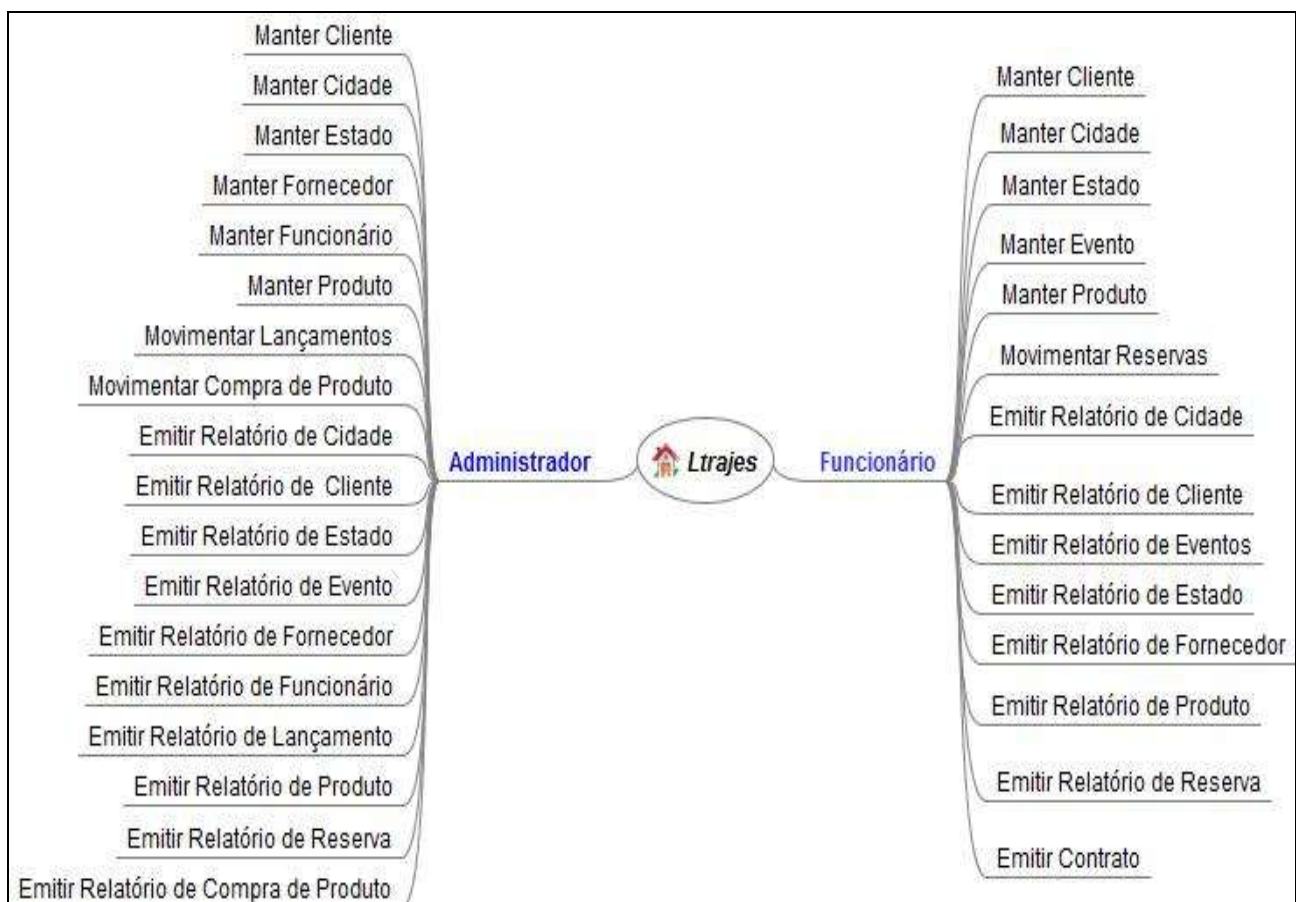 Manter Cliente
Manter Cidade
Manter Estado
Manter Fornecedor
Manter Funcionário
Manter Produto
Movimentar Lançamentos
Movimentar Compra de Produto
Emitir Relatório de Cidade
Emitir Relatório de Cliente
Emitir Relatório de Estado
Emitir Relatório de Evento
Emitir Relatório de Fornecedor
Emitir Relatório de Funcionário
Emitir Relatório de Lançamento
Emitir Relatório de Produto
Emitir Relatório de Reserva
Emitir Relatório de Compra de Produto
Administrador
Ltrajes
Funcionário
Manter Cliente
Manter Cidade
Manter Estado
Manter Evento
Manter Produto
Movimentar Reservas
Emitir Relatório de Cidade
Emitir Relatório de Cliente
Emitir Relatório de Eventos
Emitir Relatório de Estado
Emitir Relatório de Fornecedor
Emitir Relatório de Produto
Emitir Relatório de Reserva
Emitir Contrato